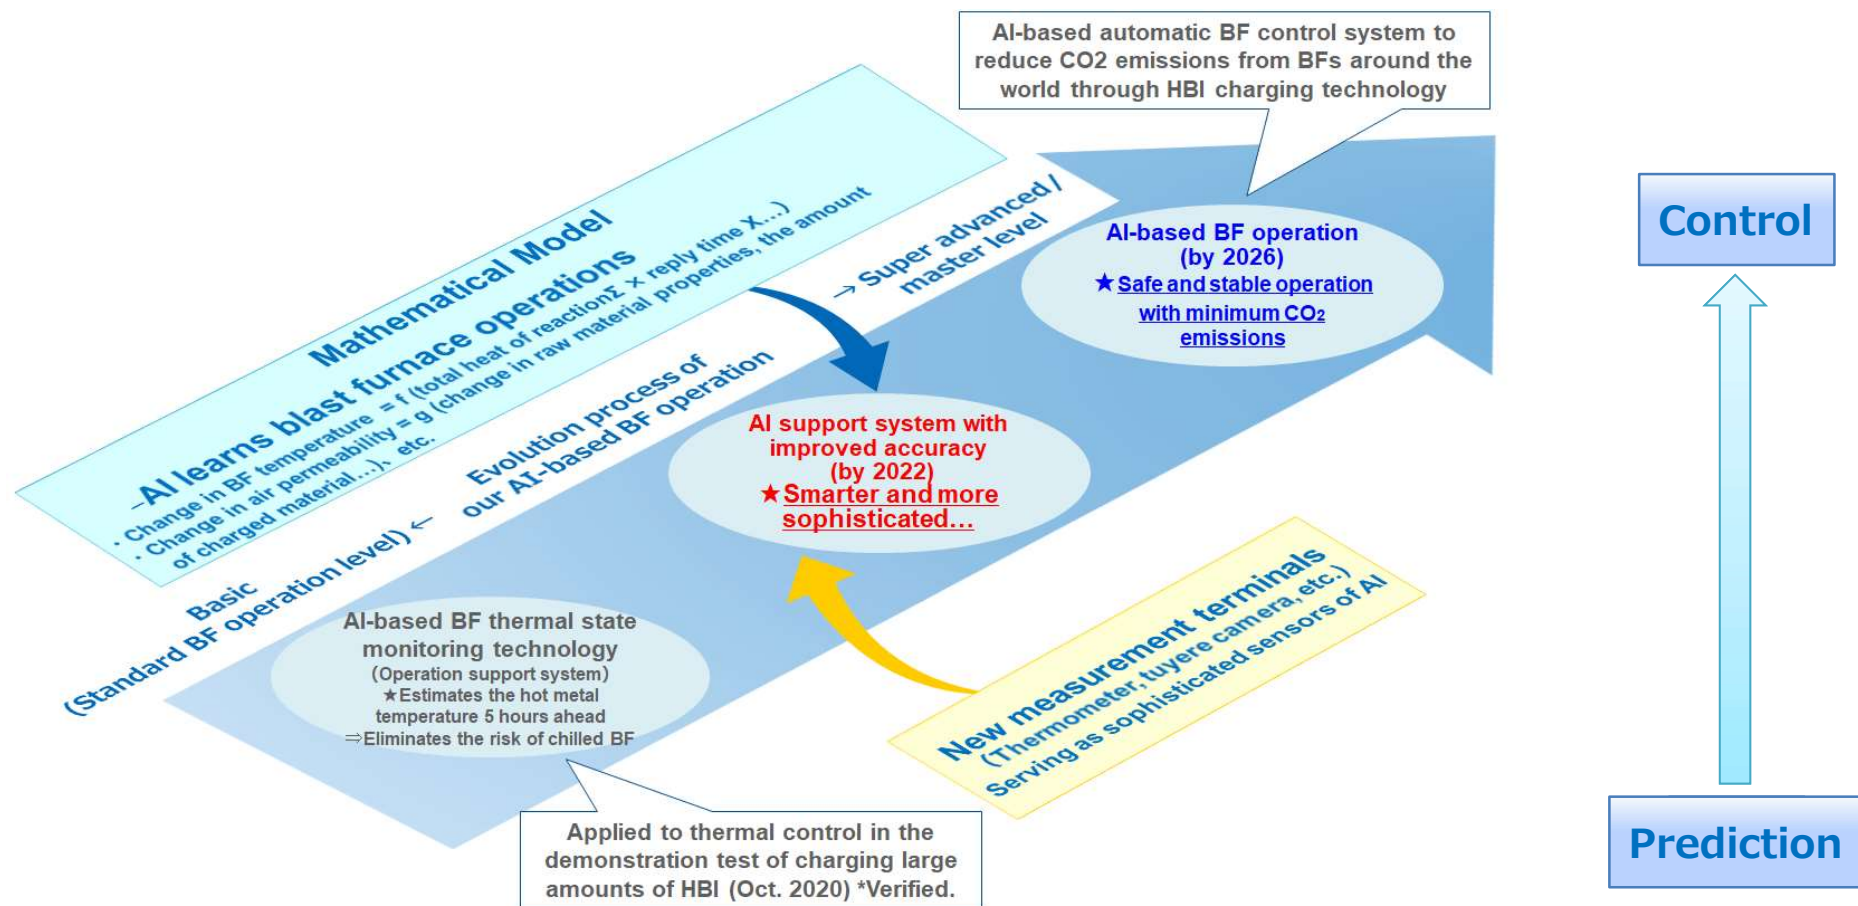 AI-based automatic BF control system to
reduce CO2 emissions from BFs around the
world through HBI charging technology
Mathematical Model
–AI learns blast furnace operations
・Change in BF temperature = f (total heat of reactionΣ × reply time X...)
・Change in air permeability = g (change in raw material properties, the amount
of charged material...)、etc.
Basic
(Standard BF operation level) ←
Evolution process of
our AI-based BF operation
→ Super advanced /
master level
AI-based BF operation
(by 2026)
★Safe and stable operation
with minimum CO₂
emissions
AI support system with
improved accuracy
(by 2022)
★Smarter and more
sophisticated…
AI-based BF thermal state
monitoring technology
(Operation support system)
★Estimates the hot metal
temperature 5 hours ahead
⇒Eliminates the risk of chilled BF
New measurement terminals
(Thermometer, tuyere camera, etc.)
Serving as sophisticated sensors of AI
Applied to thermal control in the
demonstration test of charging large
amounts of HBI (Oct. 2020) *Verified.
Control
Prediction